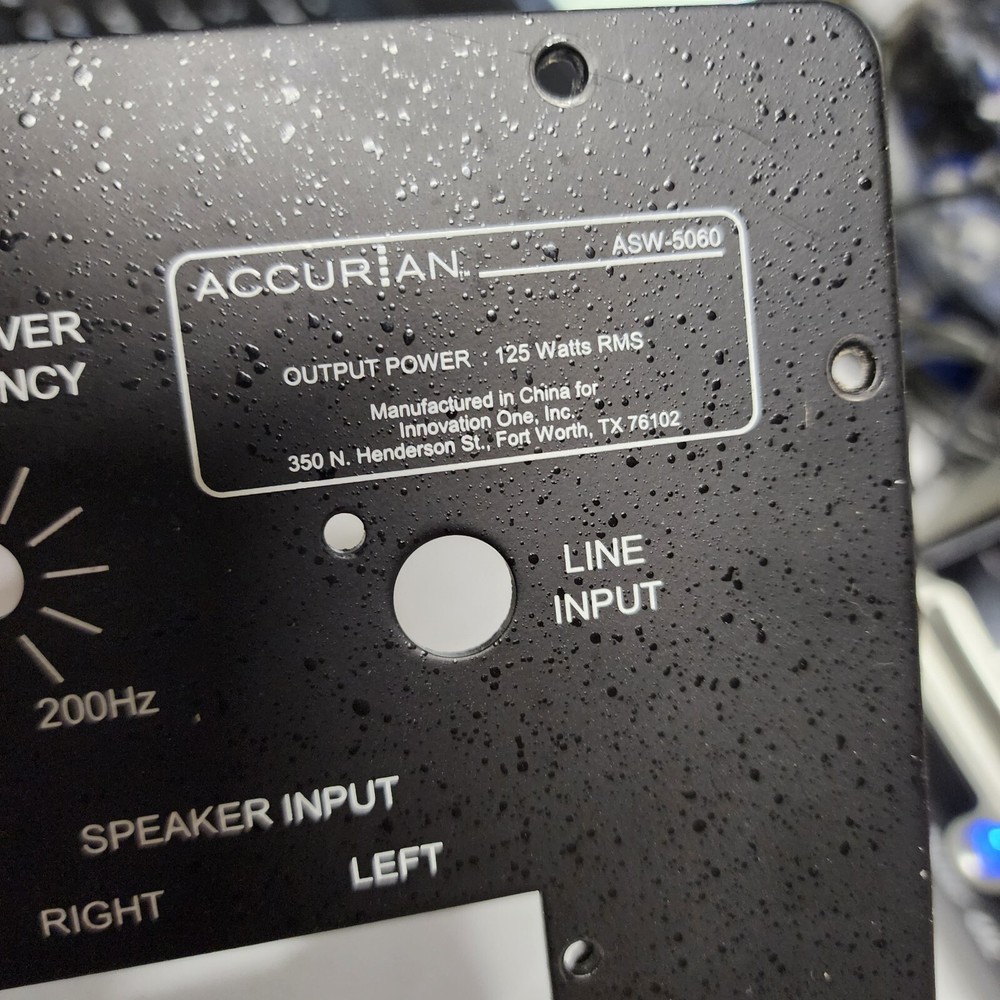 ACCURIAN
ASW-5060
OUTPUT POWER : 125 Watts RMS
Manufactured in China for
Innovation One, Inc.
350 N. Henderson St., Fort Worth, TX 76102
VER
NCY
200Hz
LINE
INPUT
SPEAKER INPUT
LEFT
RIGHT